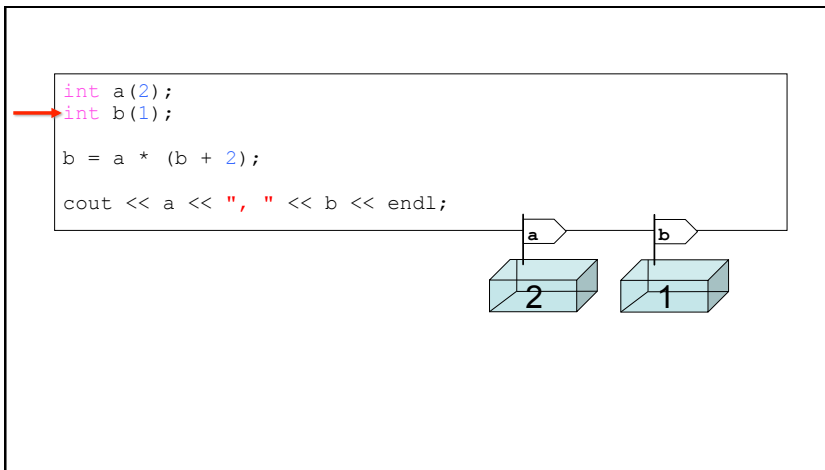 int a(2);
int b(1);
b = a * (b + 2);
cout << a << ", " << b << endl;
a b
2 1